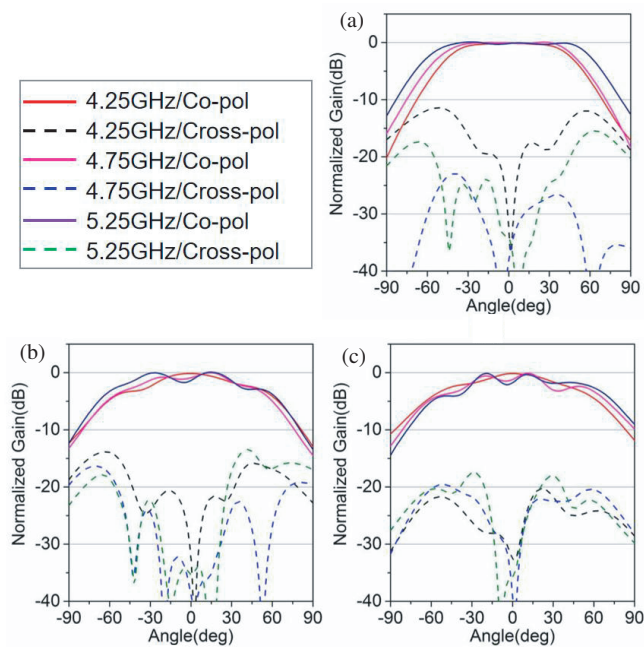 (a)
4.25GHz/Co-pol
4.25GHz/Cross-pol
4.75GHz/Co-pol
4.75GHz/Cross-pol
5.25GHz/Co-pol
5.25GHz/Cross-pol
Normalized Gain(dB)
0
-10
-20
-30
-40
-90 -60 -30 0 30 60 90
Angle(deg)
(b)
Normalized Gain(dB)
0
-10
-20
-30
-40
-90 -60 -30 0 30 60 90
Angle(deg)
(c)
Normalized Gain(dB)
0
-10
-20
-30
-40
-90 -60 -30 0 30 60 90
Angle(deg)